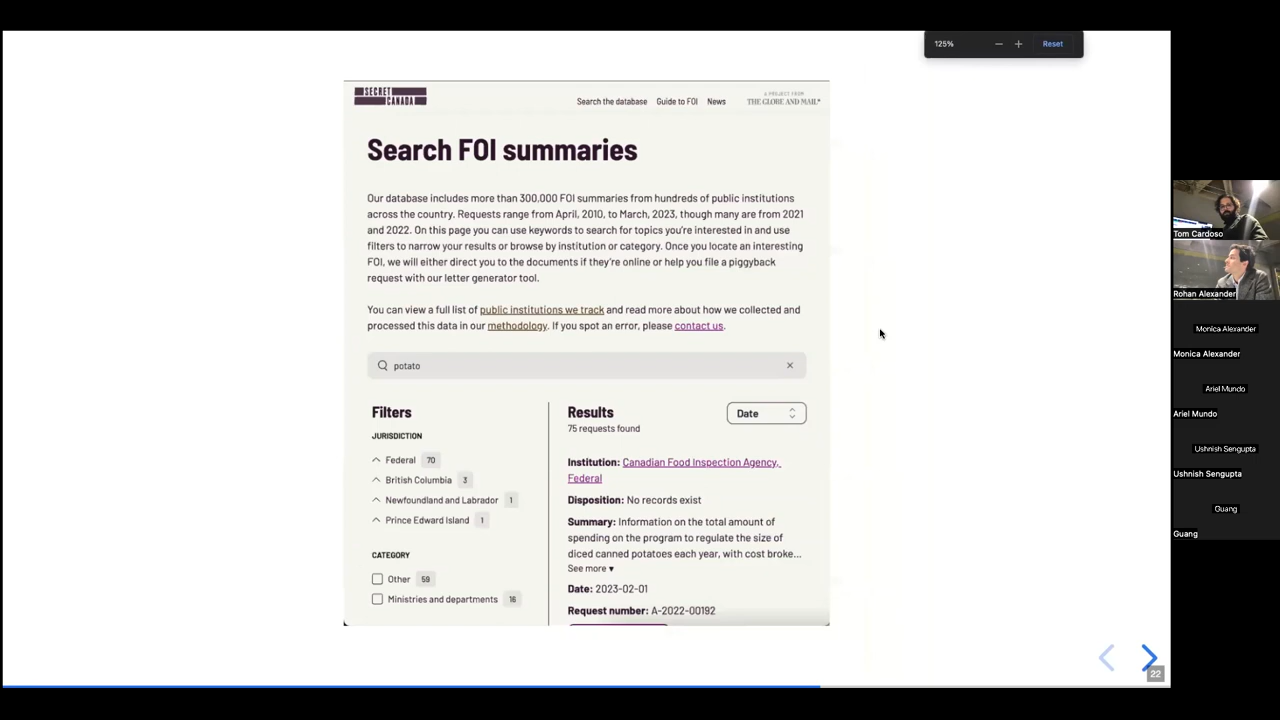 125%
Reset
SECRET
CANADA
Search the database Guide to FOI News
A PROJECT FROM
THE GLOBE AND MAIL*
Search FOI summaries
Our database includes more than 300,000 FOI summaries from hundreds of public institutions
across the country. Requests range from April, 2010, to March, 2023, though many are from 2021
and 2022. On this page you can use keywords to search for topics you're interested in and use
filters to narrow your results or browse by institution or category. Once you locate an interesting
FOI, we will either direct you to the documents if they're online or help you file a piggyback
request with our letter generator tool.
You can view a full list of public institutions we track and read more about how we collected and
processed this data in our methodology. If you spot an error, please contact us.
potato
Filters
JURISDICTION
Federal 70
British Columbia 3
Newfoundland and Labrador 1
Prince Edward Island 1
CATEGORY
Other 59
Ministries and departments 16
Results
75 requests found
Date
Institution: Canadian Food Inspection Agency,
Federal
Disposition: No records exist
Summary: Information on the total amount of
spending on the program to regulate the size of
diced canned potatoes each year, with cost broke...
See more
Date: 2023-02-01
Request number: A-2022-00192
22
Tom Cardoso
Rohan Alexander
Monica Alexander
Monica Alexander
Ariel Mundo
Ariel Mundo
Ushnish Sengupta
Ushnish Sengupta
Guang
Guang